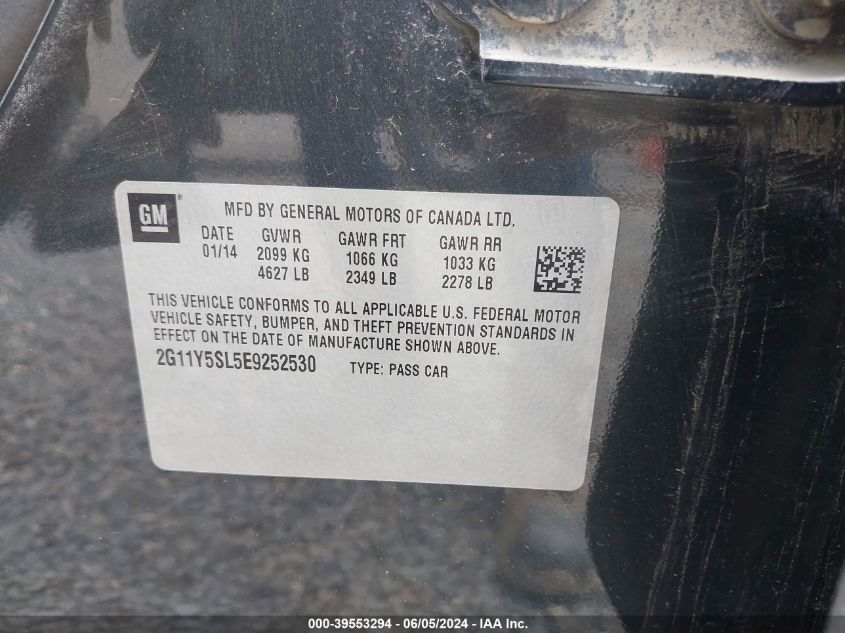 GM®
MFD BY GENERAL MOTORS OF CANADA LTD.
DATE GVWR GAWR FRT GAWR RR
01/14 2099 KG 1066 KG 1033 KG
4627 LB 2349 LB 2278 LB
THIS VEHICLE CONFORMS TO ALL APPLICABLE U.S. FEDERAL MOTOR
VEHICLE SAFETY, BUMPER, AND THEFT PREVENTION STANDARDS IN
EFFECT ON THE DATE OF MANUFACTURE SHOWN ABOVE.
2G11Y5SL5E9252530 TYPE: PASS CAR
000-39553294 - 06/05/2024 - IAA Inc.